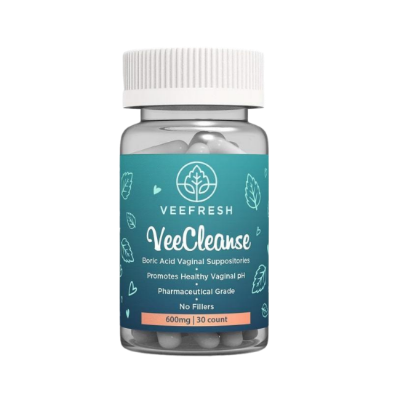 VEEFRESH
VeeCleanse
Boric Acid Vaginal Suppositories
•
Promotes Healthy Vaginal pH
•
Pharmaceutical Grade
•
No Fillers
600mg | 30 count